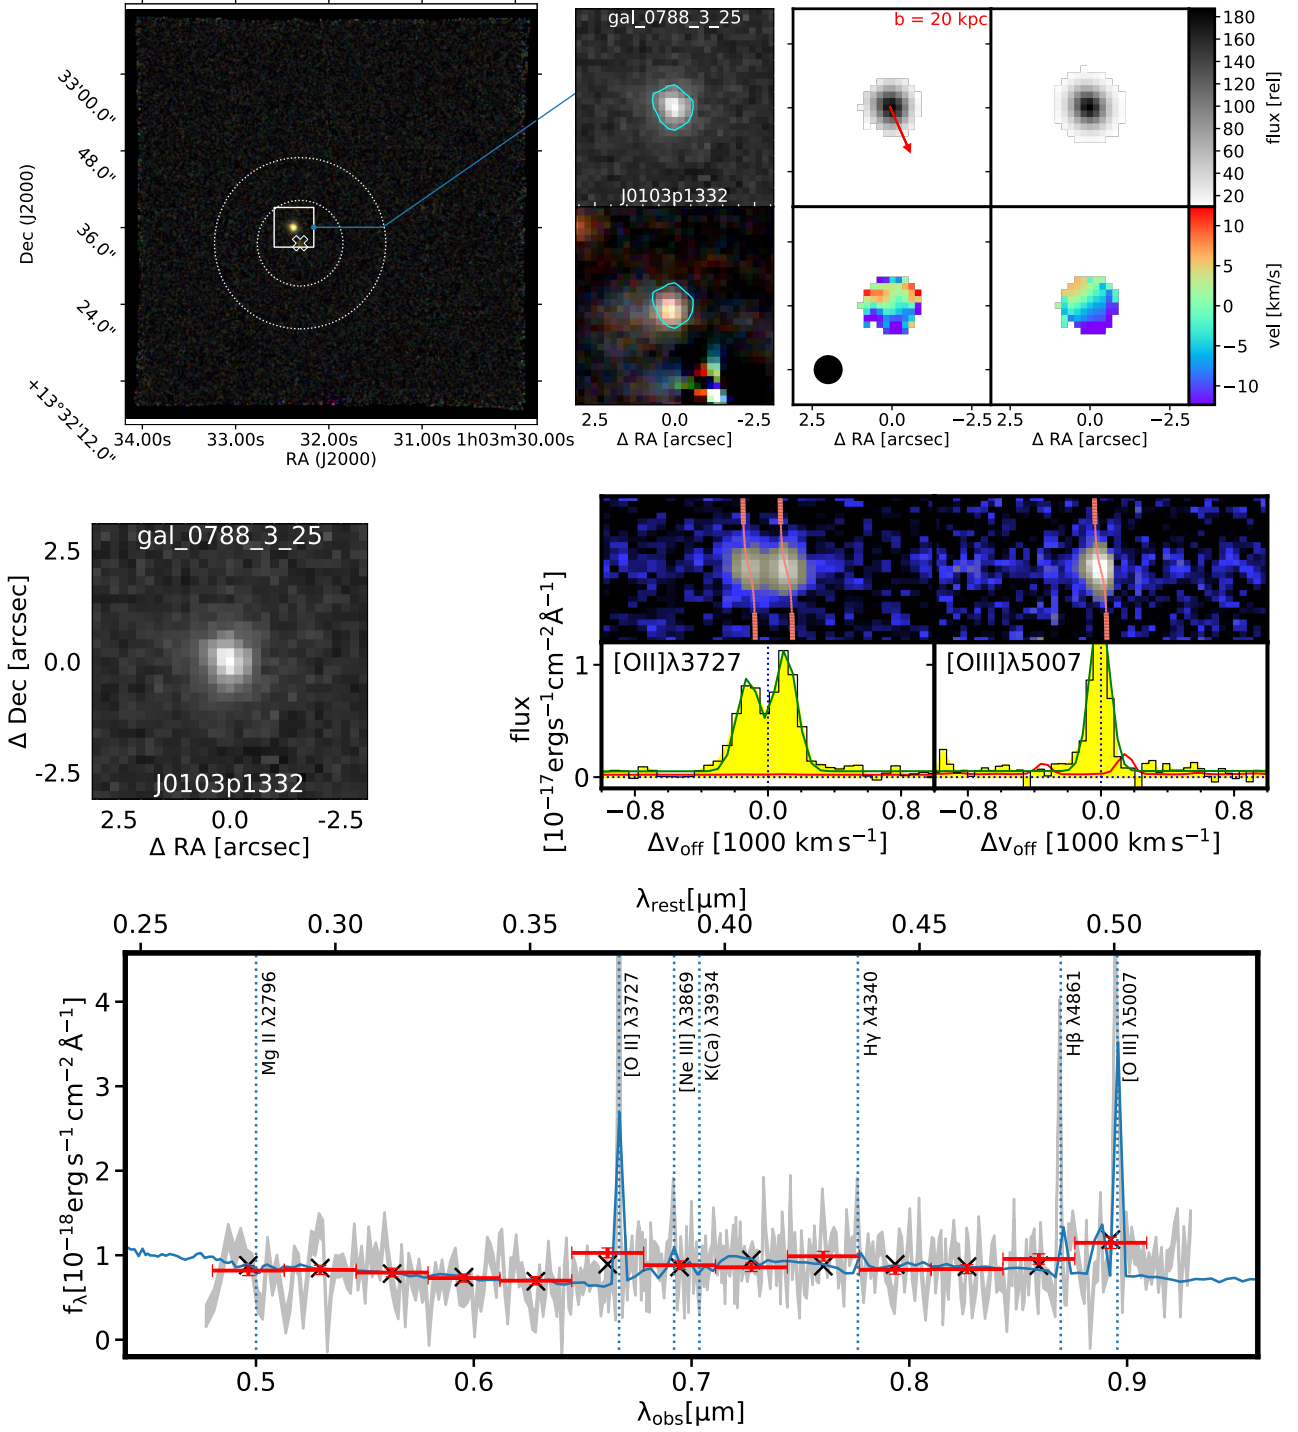 33'00.0"
48.0"
36.0"
24.0"
+13°32'12.0"
Dec (J2000)
34.00s 33.00s 32.00s 31.00s 1h03m30.00s
RA (J2000)
gal_0788_3_25
J0103p1332
2.5 0.0 -2.5
Δ RA [arcsec]
b = 20 kpc
2.5 0.0 -2.5
Δ RA [arcsec]
2.5 0.0 -2.5
Δ RA [arcsec]
180
160
140
120
100
80
60
40
20
flux [rel]
10
5
0
−5
−10
vel [km/s]
gal_0788_3_25
J0103p1332
2.5
0.0
-2.5
Δ Dec [arcsec]
2.5 0.0 -2.5
Δ RA [arcsec]
[OII]λ3727
[OIII]λ5007
1
0
flux
[10⁻¹⁷ergs⁻¹cm⁻²Å⁻¹]
−0.8 0.0 0.8
Δv_off [1000 km s⁻¹]
−0.8 0.0 0.8
Δv_off [1000 km s⁻¹]
λ_rest[μm]
0.25 0.30 0.35 0.40 0.45 0.50
Mg II λ2796
[O II] λ3727
[Ne III] λ3869
K(Ca) λ3934
Hγ λ4340
Hβ λ4861
[O III] λ5007
4
3
2
1
0
f_λ[10⁻¹⁸erg s⁻¹ cm⁻² Å⁻¹]
0.5 0.6 0.7 0.8 0.9
λ_obs[μm]